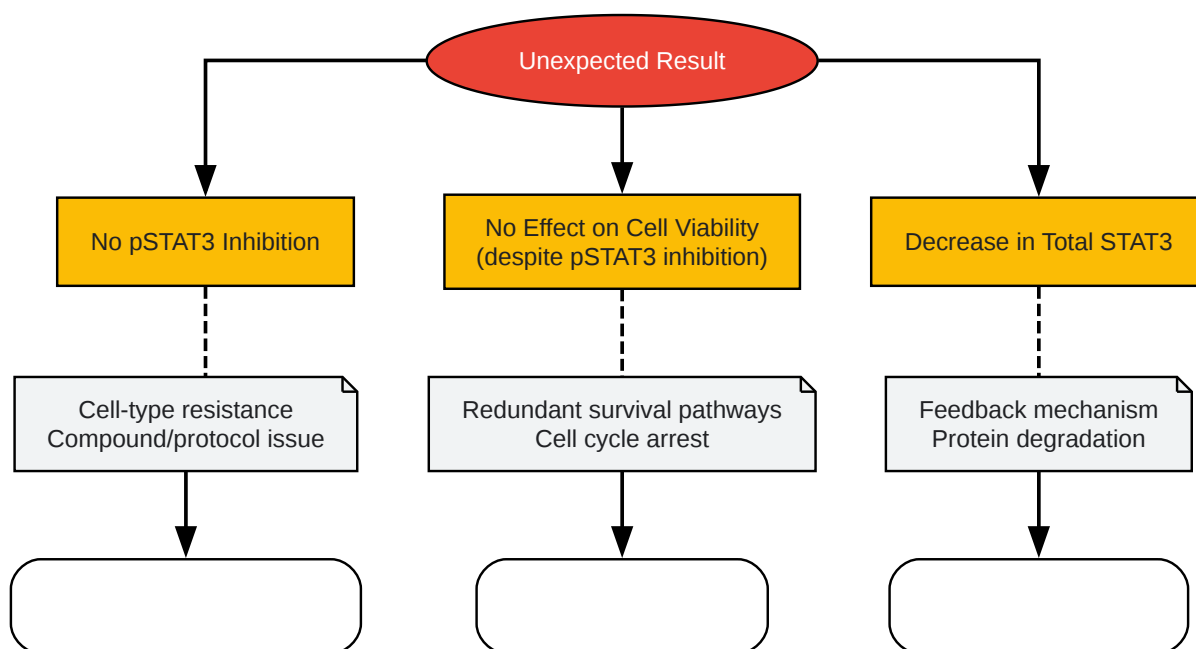 Unexpected Result
No pSTAT3 Inhibition
No Effect on Cell Viability
(despite pSTAT3 inhibition)
Decrease in Total STAT3
Cell-type resistance
Compound/protocol issue
Redundant survival pathways
Cell cycle arrest
Feedback mechanism
Protein degradation